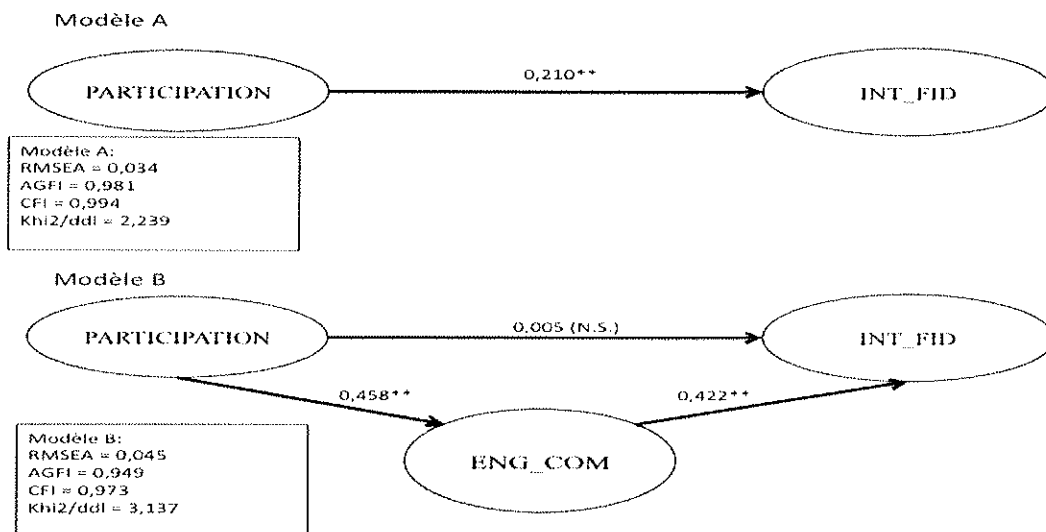 Modèle A
0,210**
PARTICIPATION
INT_FID
Modèle A:
RMSEA = 0,034
AGFI = 0,981
CFI = 0,994
Khi2/ddl = 2,239
Modèle B
0,005 (N.S.)
PARTICIPATION
INT_FID
0,458**
0,422**
Modèle B:
RMSEA = 0,045
AGFI = 0,949
CFI = 0,973
Khi2/ddl = 3,137
ENG_COM